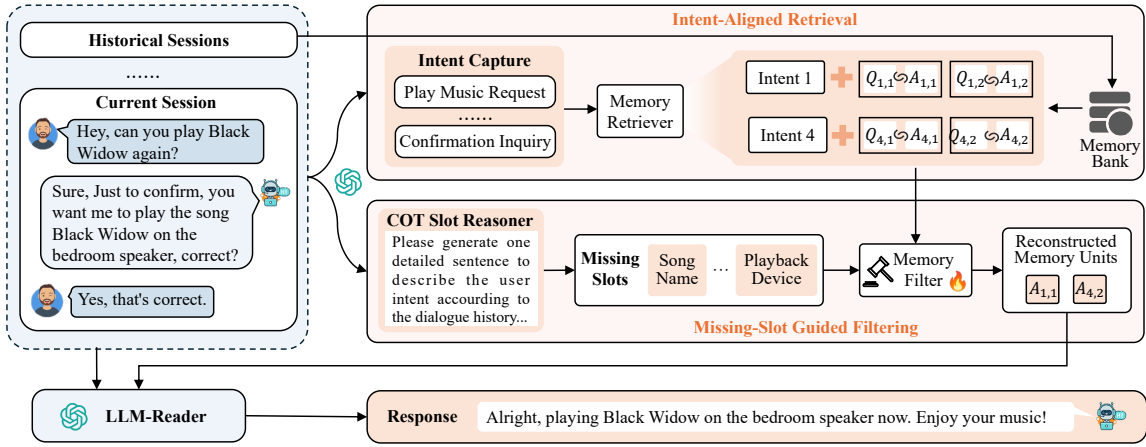 Historical Sessions
......
Current Session
Hey, can you play Black
Widow again?
Sure, Just to confirm, you
want me to play the song
Black Widow on the
bedroom speaker, correct?
Yes, that's correct.
Intent-Aligned Retrieval
Intent Capture
Play Music Request
......
Confirmation Inquiry
Memory
Retriever
Intent 1
Q1,1 A1,1
Q1,2 A1,2
Intent 4
Q4,1 A4,1
Q4,2 A4,2
Memory
Bank
COT Slot Reasoner
Please generate one
detailed sentence to
describe the user
intent accourding to
the dialogue history...
Missing
Slots
Song
Name
...
Playback
Device
Memory
Filter
Reconstructed
Memory Units
A1,1
A4,2
Missing-Slot Guided Filtering
LLM-Reader
Response
Alright, playing Black Widow on the bedroom speaker now. Enjoy your music!